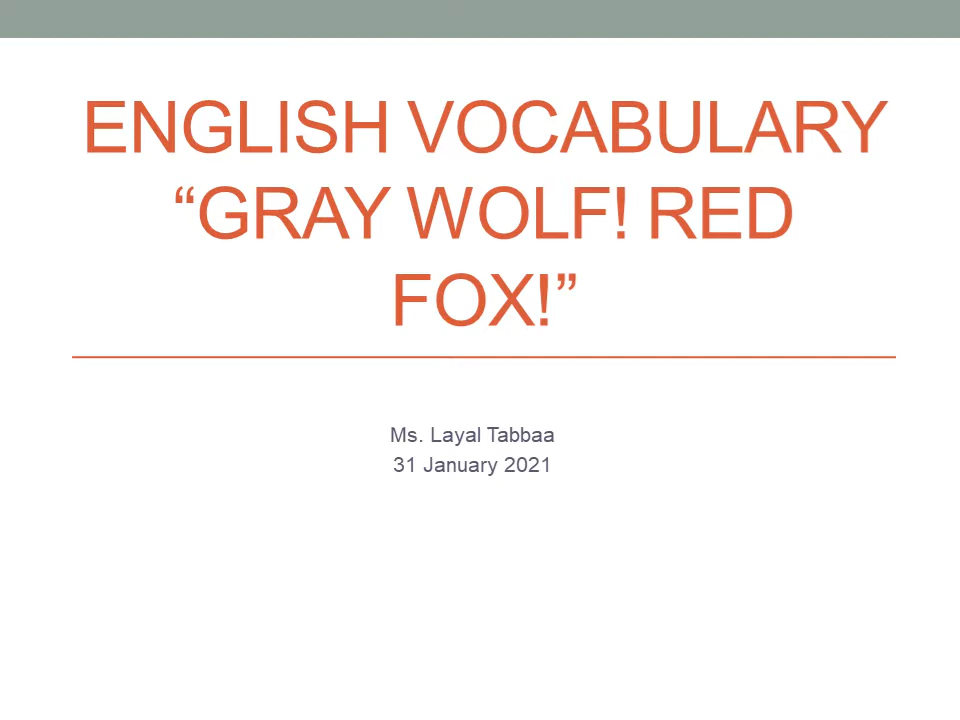 ENGLISH VOCABULARY
“GRAY WOLF! RED
FOX!”
Ms. Layal Tabbaa
31 January 2021